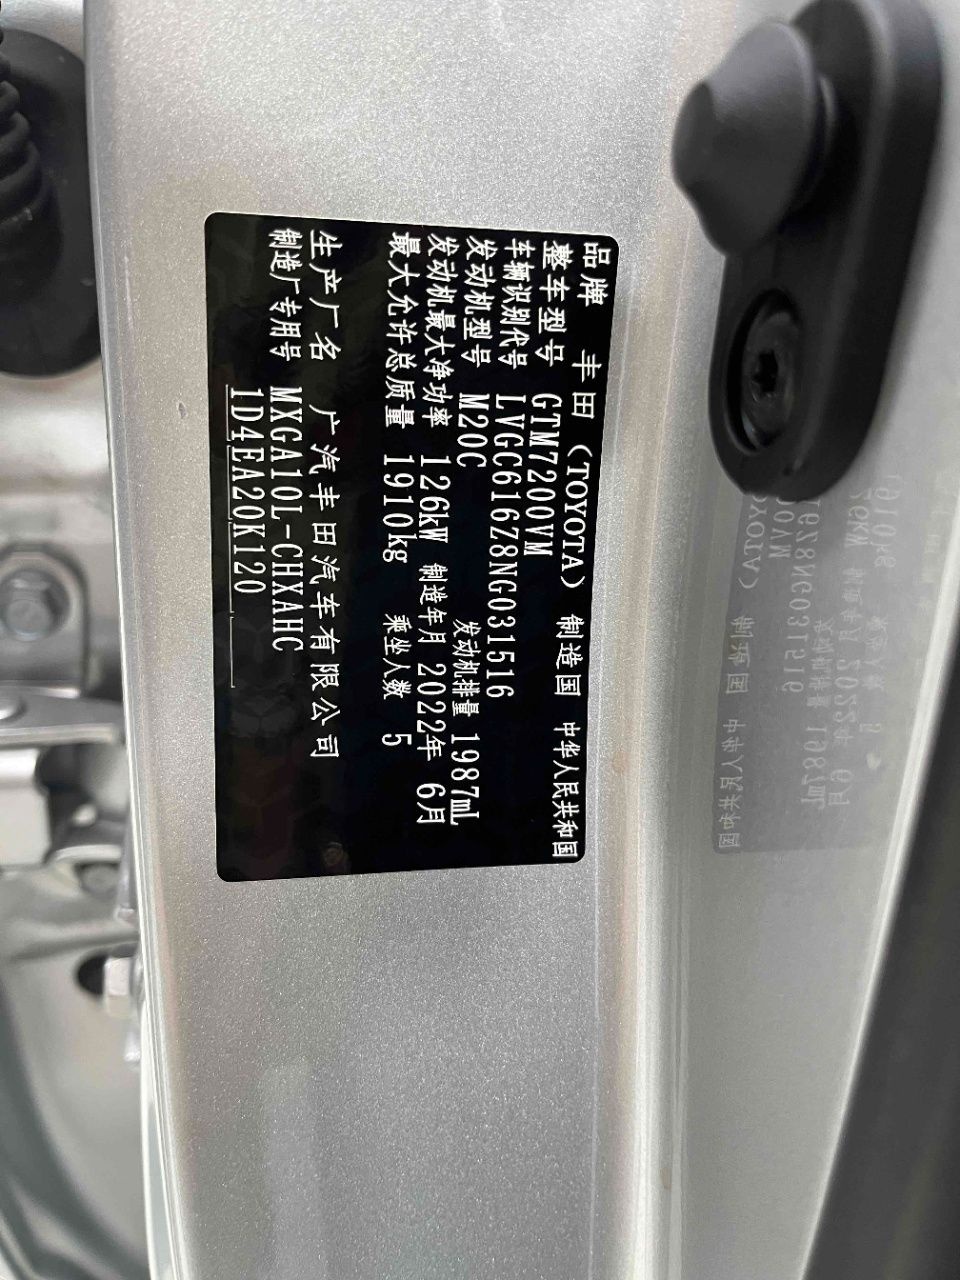 品牌 丰田（TOYOTA） 制造国 中华人民共和国
整车型号 GTM7200VM
车辆识别代号 LVGC616Z8NG031516
发动机型号 M20C 发动机排量 1987mL
发动机最大净功率 126kW 制造年月 2022年 6月
最大允许总质量 1910kg 乘坐人数 5
生产厂名 广汽丰田汽车有限公司
制造厂专用号 MXGA10L-CHXAHC
1D4EA20K120